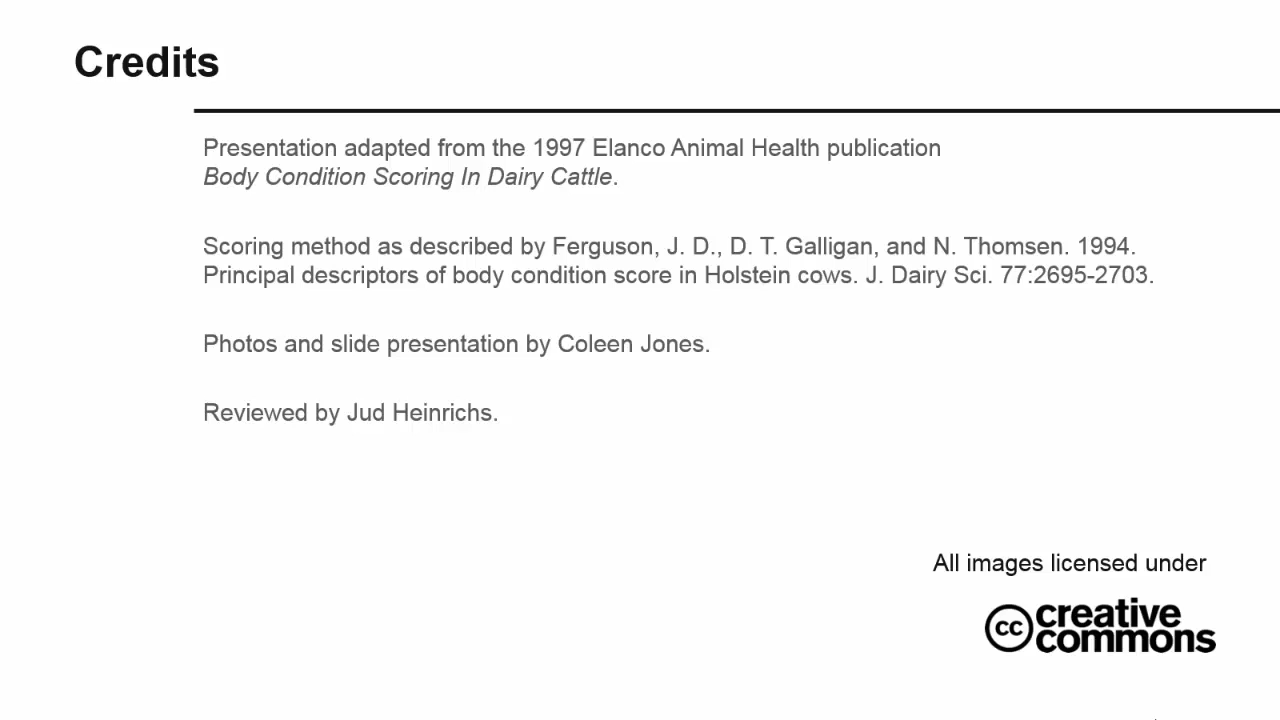 Credits
Presentation adapted from the 1997 Elanco Animal Health publication
Body Condition Scoring In Dairy Cattle.
Scoring method as described by Ferguson, J. D., D. T. Galligan, and N. Thomsen. 1994.
Principal descriptors of body condition score in Holstein cows. J. Dairy Sci. 77:2695-2703.
Photos and slide presentation by Coleen Jones.
Reviewed by Jud Heinrichs.
All images licensed under
cc creative
commons